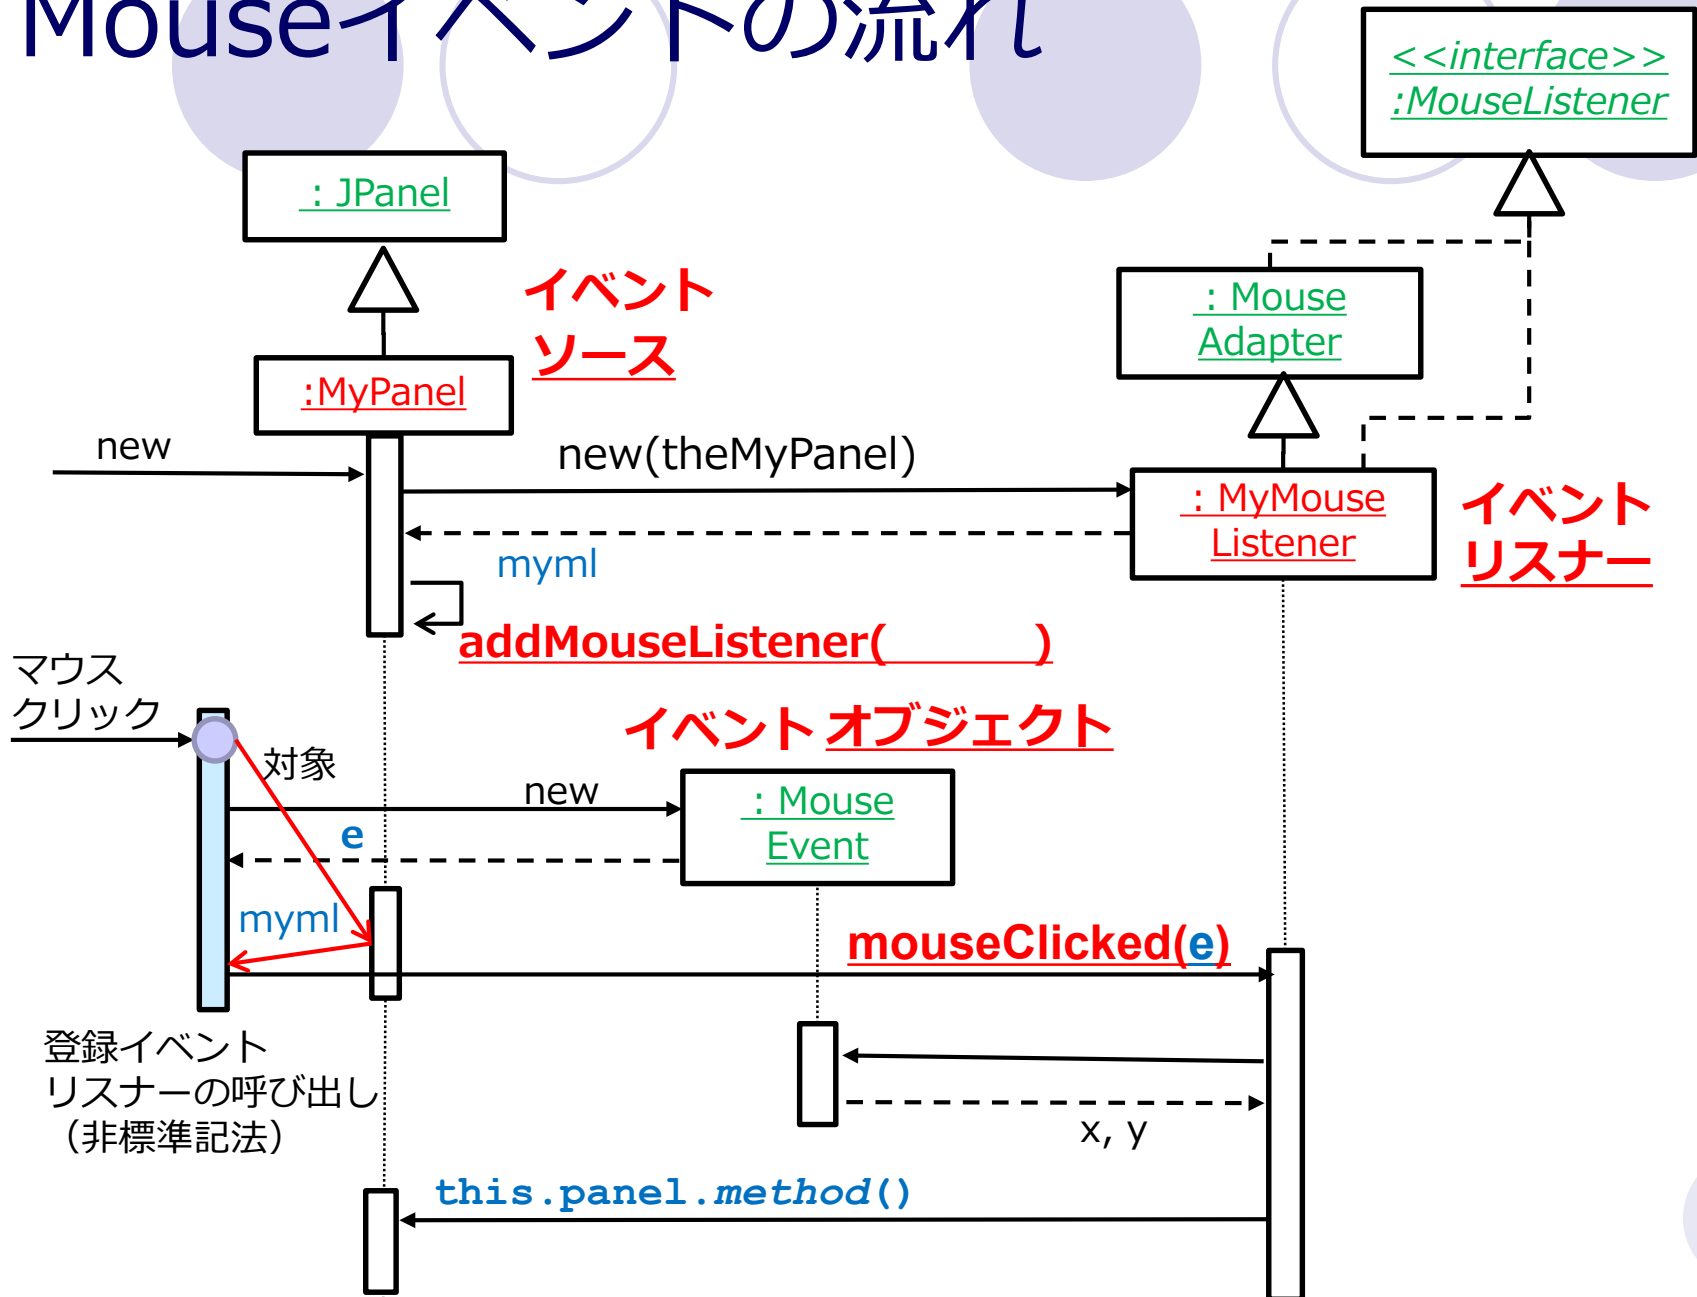 Mouseイベントの流れ
<<interface>>
:MouseListener
: JPanel
イベント
ソース
: Mouse
Adapter
:MyPanel
new
new(theMyPanel)
: MyMouse
Listener
イベント
リスナー
myml
addMouseListener( )
マウス
クリック
イベント オブジェクト
対象
new
: Mouse
Event
e
myml
mouseClicked(e)
登録イベント
リスナーの呼び出し
（非標準記法）
x, y
this.panel.method()